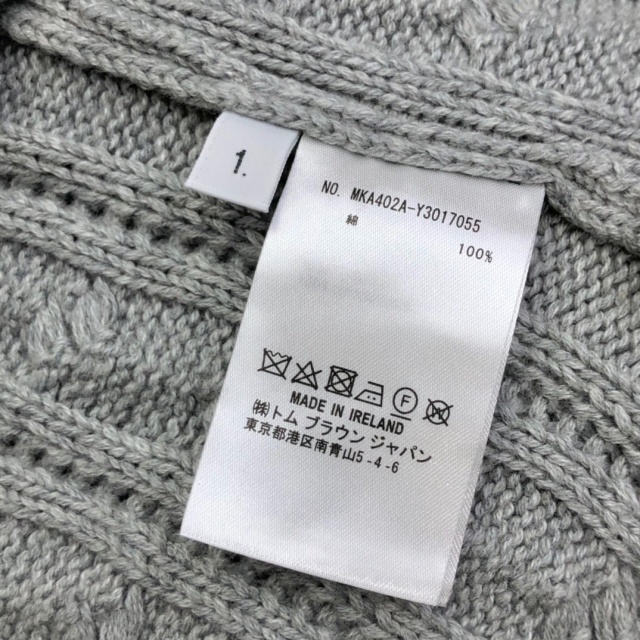 1.
NO. MKA402A-Y3017055
綿
100%
F
MADE IN IRELAND
㈱トム ブラウン ジャパン
東京都港区南青山5-4-6